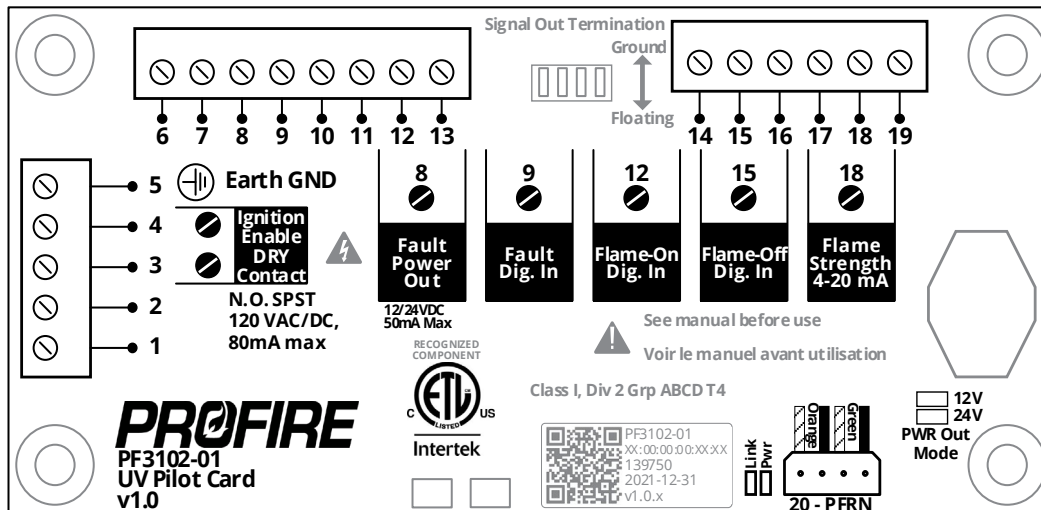 Signal Out Termination
Ground
Floating
6 7 8 9 10 11 12 13
14 15 16 17 18 19
5 Earth GND
4
3
2
1
Ignition
Enable
DRY
Contact
N.O. SPST
120 VAC/DC,
80mA max
8
Fault
Power
Out
12/24VDC
50mA Max
9
Fault
Dig. In
12
Flame-On
Dig. In
15
Flame-Off
Dig. In
18
Flame
Strength
4-20 mA
See manual before use
Voir le manuel avant utilisation
RECOGNIZED
COMPONENT
C ETL US
LISTED
Intertek
Class I, Div 2 Grp ABCD T4
PROFIRE
PF3102-01
UV Pilot Card
v1.0
PF3102-01
XX:00:00:00:XX:XX
139750
2021-12-31
v1.0.x
Link
Pwr
Orange
Green
20 - PFRN
12V
24V
PWR Out
Mode